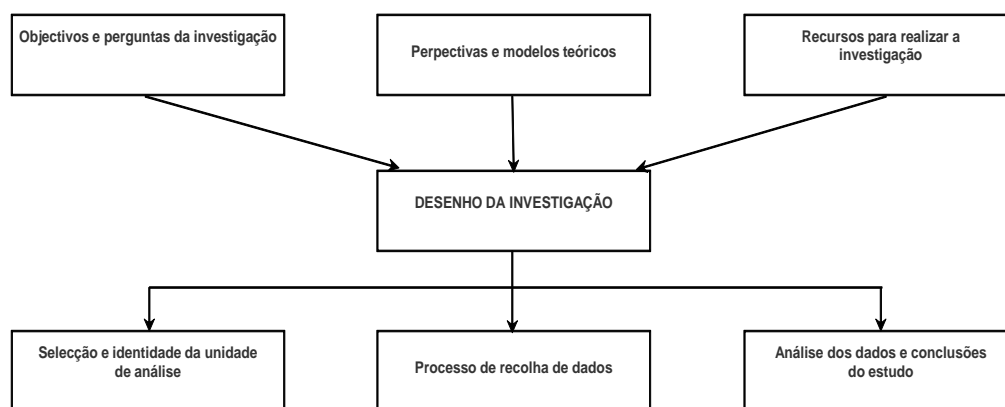 Objectivos e perguntas da investigação
Perpectivas e modelos teóricos
Recursos para realizar a
investigação
DESENHO DA INVESTIGAÇÃO
Selecção e identidade da unidade
de análise
Processo de recolha de dados
Análise dos dados e conclusões
do estudo